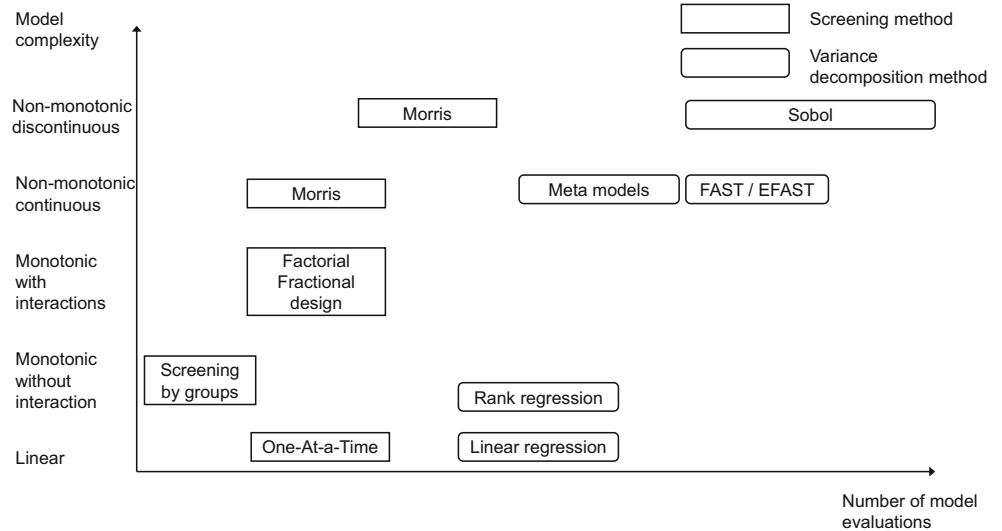 Model
complexity
Screening method
Variance
decomposition method
Non-monotonic
discontinuous
Morris
Sobol
Non-monotonic
continuous
Morris
Meta models
FAST / EFAST
Monotonic
with
interactions
Factorial
Fractional
design
Monotonic
without
interaction
Screening
by groups
Rank regression
Linear
One-At-a-Time
Linear regression
Number of model
evaluations